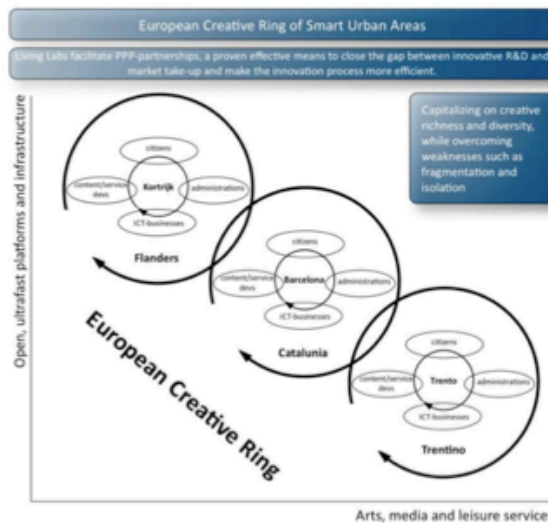 European Creative Ring of Smart Urban Areas
Living Labs facilitate PPP-partnerships, a proven effective means to close the gap between innovative R&D and
market take-up and make the innovation process more efficient.
Open, ultrafast platforms and infrastructure
Capitalizing on creative
richness and diversity,
while overcoming
weaknesses such as
fragmentation and
isolation
citizens
Kortrijk
content/service
devs
administrations
ICT-businesses
Flanders
citizens
Barcelona
content/service
devs
administrations
ICT-businesses
Catalunia
citizens
Trento
content/service
devs
administrations
ICT-businesses
Trentino
European Creative Ring
Arts, media and leisure service